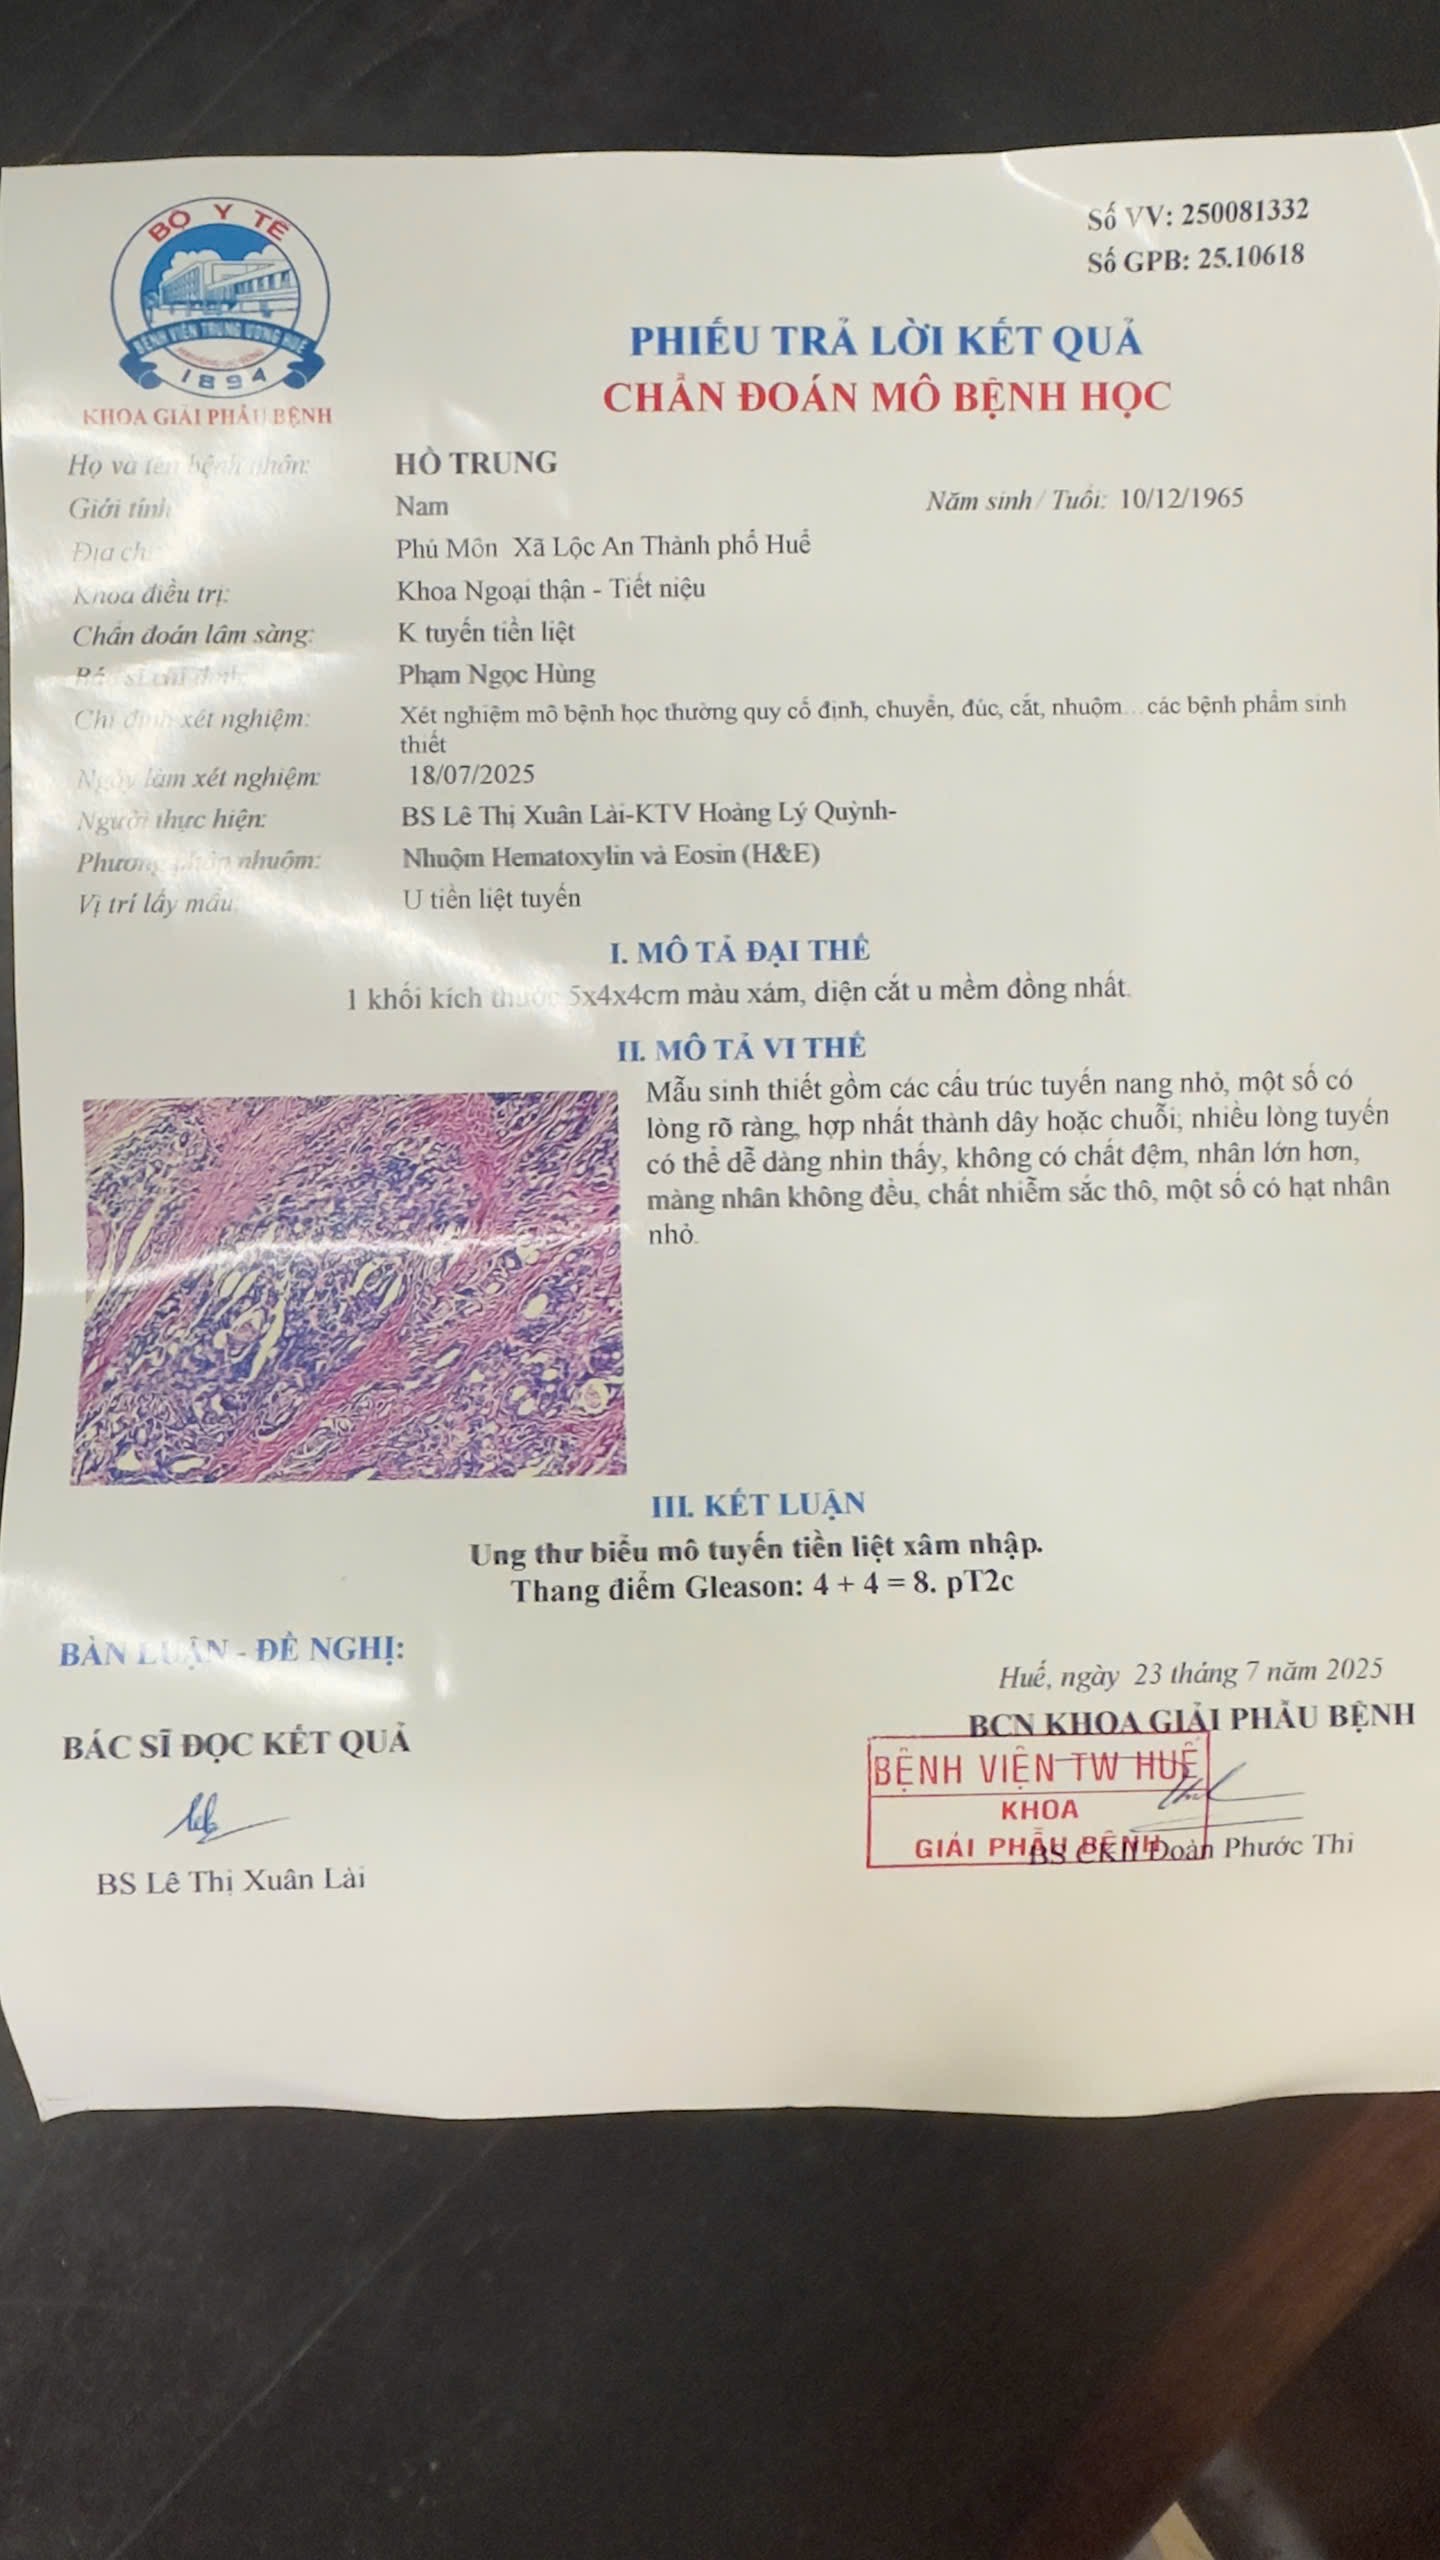 BỘ Y TẾ
BỆNH VIỆN TRUNG ƯƠNG HUẾ
1894
KHOA GIẢI PHẪU BỆNH
Số VV: 250081332
Số GPB: 25.10618
PHIẾU TRẢ LỜI KẾT QUẢ
CHẨN ĐOÁN MÔ BỆNH HỌC
Họ và tên bệnh nhân: HỒ TRUNG
Giới tính Nam Năm sinh / Tuổi: 10/12/1965
Địa chỉ: Phú Môn Xã Lộc An Thành phố Huế
Khoa điều trị: Khoa Ngoại thận - Tiết niệu
Chẩn đoán lâm sàng: K tuyến tiền liệt
Bác sĩ chỉ định: Phạm Ngọc Hùng
Chỉ định xét nghiệm: Xét nghiệm mô bệnh học thường quy cố định, chuyển, đúc, cắt, nhuộm... các bệnh phẩm sinh
thiết
Ngày làm xét nghiệm: 18/07/2025
Người thực hiện: BS Lê Thị Xuân Lài-KTV Hoàng Lý Quỳnh-
Phương pháp nhuộm: Nhuộm Hematoxylin và Eosin (H&E)
Vị trí lấy mẫu: U tiền liệt tuyến
I. MÔ TẢ ĐẠI THỂ
1 khối kích thước 5x4x4cm màu xám, diện cắt u mềm đồng nhất.
II. MÔ TẢ VI THỂ
Mẫu sinh thiết gồm các cấu trúc tuyến nang nhỏ, một số có
lòng rõ ràng, hợp nhất thành dây hoặc chuỗi; nhiều lòng tuyến
có thể dễ dàng nhìn thấy, không có chất đệm, nhân lớn hơn,
màng nhân không đều, chất nhiễm sắc thô, một số có hạt nhân
nhỏ.
III. KẾT LUẬN
Ung thư biểu mô tuyến tiền liệt xâm nhập.
Thang điểm Gleason: 4 + 4 = 8. pT2c
BÀN LUẬN - ĐỀ NGHỊ:
Huế, ngày 23 tháng 7 năm 2025
BÁC SĨ ĐỌC KẾT QUẢ
BCN KHOA GIẢI PHẪU BỆNH
BỆNH VIỆN TW HUẾ
KHOA
GIẢI PHẪU BỆNH
BS CKII Đoàn Phước Thi
BS Lê Thị Xuân Lài